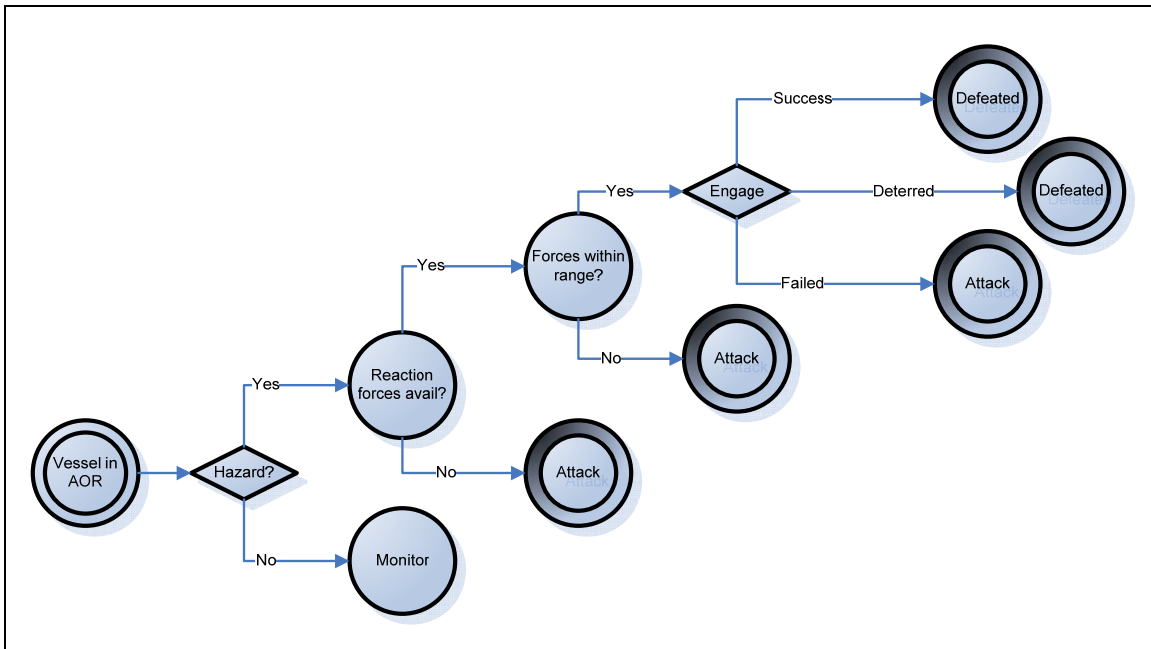 Success
Defeated
Yes
Engage
Deterred
Defeated
Forces within
range?
Yes
Failed
Attack
No
Attack
Reaction
forces avail?
Yes
No
Attack
Vessel in
AOR
Hazard?
No
Monitor